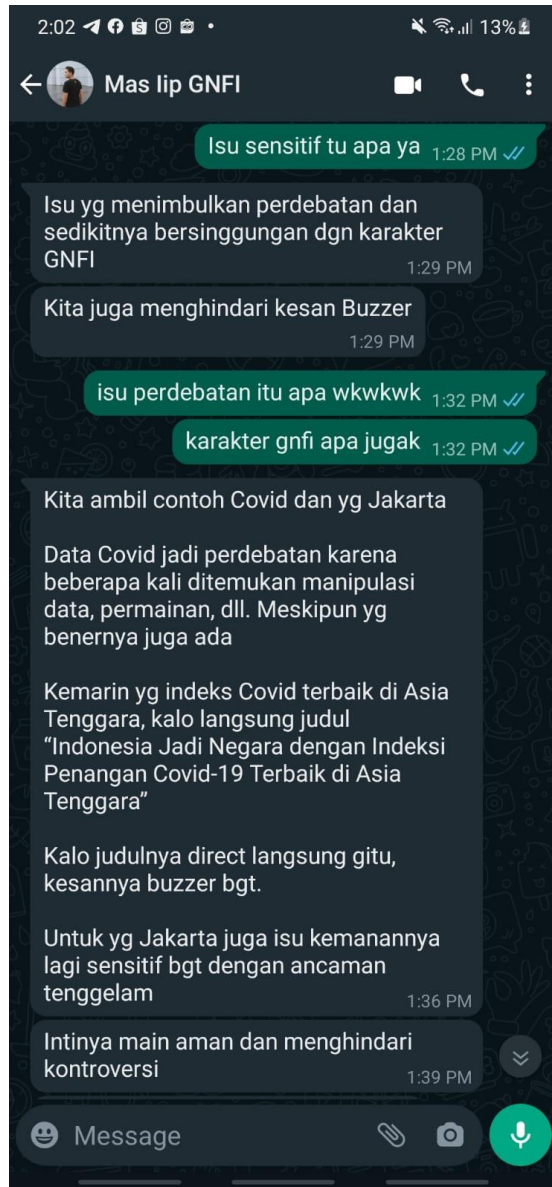 2:02
13%
Mas Iip GNFI
Isu sensitif tu apa ya 1:28 PM
Isu yg menimbulkan perdebatan dan
sedikitnya bersinggungan dgn karakter
GNFI
1:29 PM
Kita juga menghindari kesan Buzzer
1:29 PM
isu perdebatan itu apa wkwkwk 1:32 PM
karakter gnfi apa jugak 1:32 PM
Kita ambil contoh Covid dan yg Jakarta
Data Covid jadi perdebatan karena
beberapa kali ditemukan manipulasi
data, permainan, dll. Meskipun yg
benernya juga ada
Kemarin yg indeks Covid terbaik di Asia
Tenggara, kalo langsung judul
“Indonesia Jadi Negara dengan Indeksi
Penangan Covid-19 Terbaik di Asia
Tenggara”
Kalo judulnya direct langsung gitu,
kesannya buzzer bgt.
Untuk yg Jakarta juga isu kemanannya
lagi sensitif bgt dengan ancaman
tenggelam
1:36 PM
Intinya main aman dan menghindari
kontroversi
1:39 PM
Message